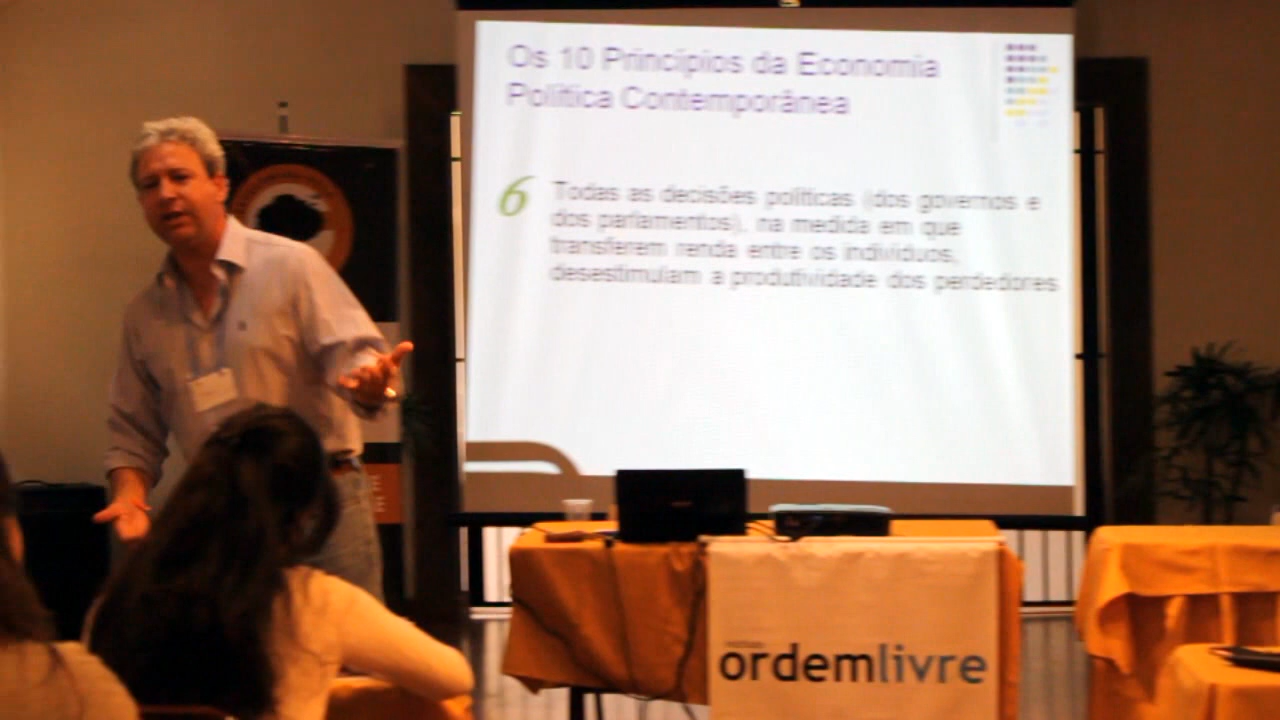 Os 10 Princípios da Economia
Política Contemporânea
6 Todas as decisões políticas (dos governos e
dos parlamentos), na medida em que
transferem renda entre os indivíduos,
desestimulam a produtividade dos perdedores
ordemlivre